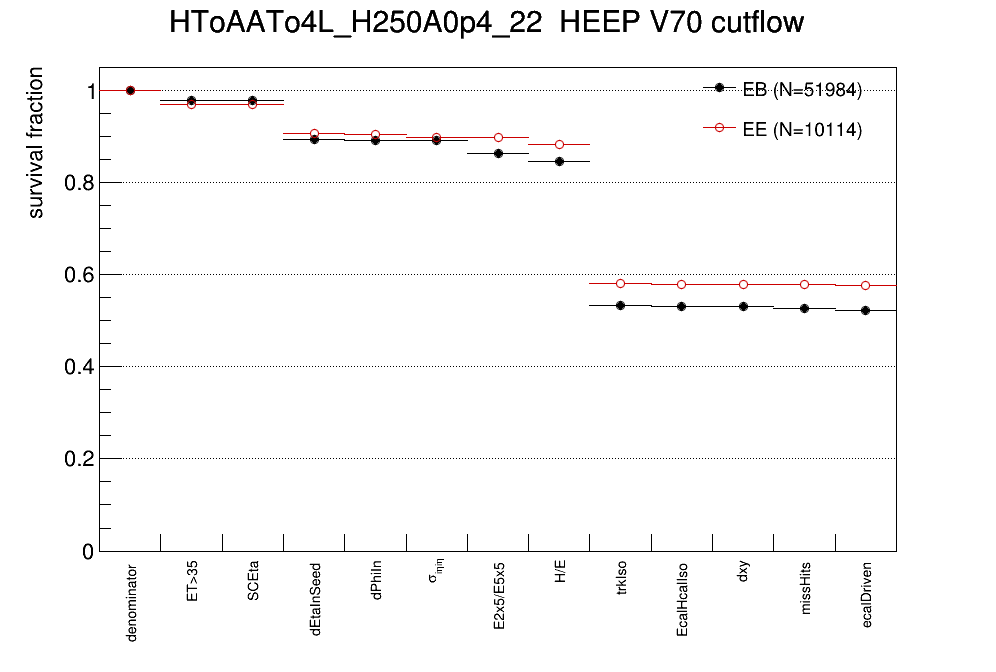 HToAATo4L_H250A0p4_22 HEEP V70 cutflow
survival fraction
EB (N=51984)
EE (N=10114)
1
0.8
0.6
0.4
0.2
0
denominator
ET>35
SCEta
dEtaInSeed
dPhiIn
σiηiη
E2x5/E5x5
H/E
trkIso
EcalHcalIso
dxy
missHits
ecalDriven